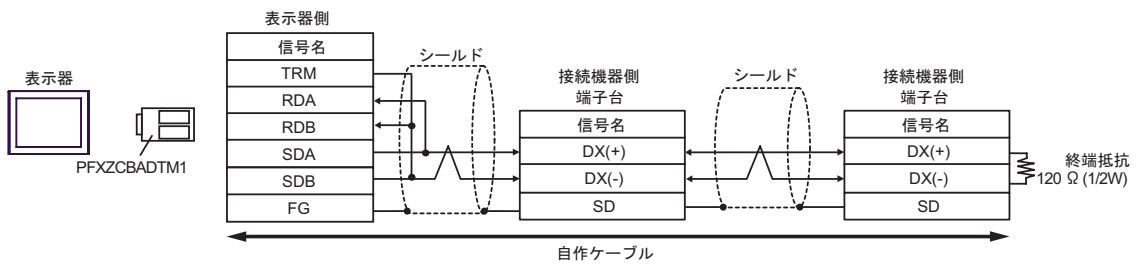 表示器
PFXZCBADTM1
表示器側
信号名
TRM
RDA
RDB
SDA
SDB
FG
シールド
接続機器側
端子台
信号名
DX(+)
DX(-)
SD
シールド
接続機器側
端子台
信号名
DX(+)
DX(-)
SD
終端抵抗
120 Ω (1/2W)
自作ケーブル